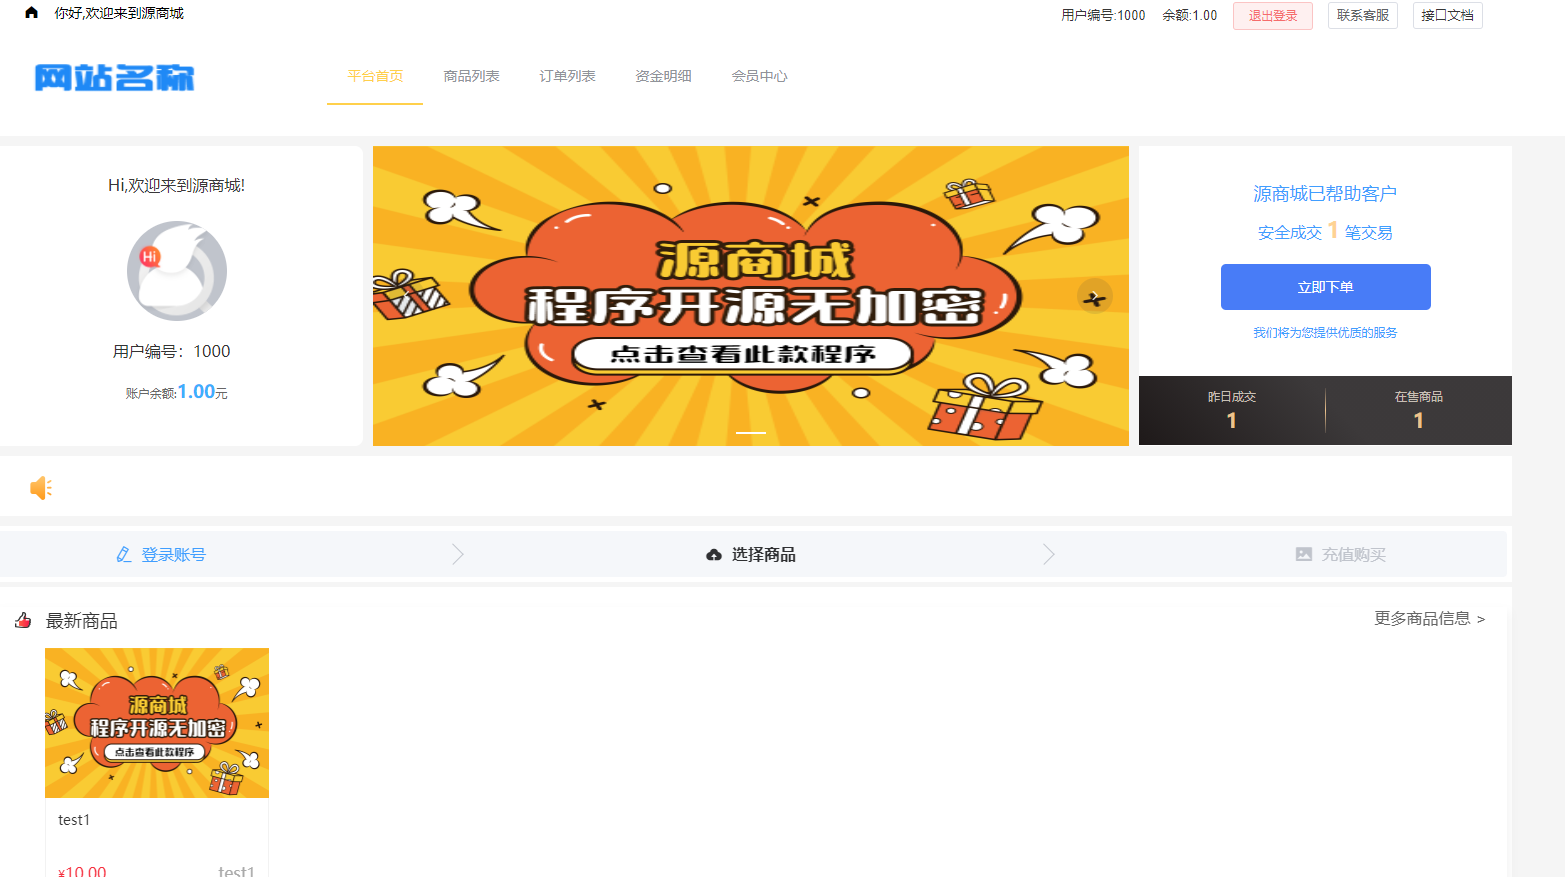 你好,欢迎来到源商城
用户编号:1000 余额:1.00 退出登录 联系客服 接口文档
网站名称
平台首页 商品列表 订单列表 资金明细 会员中心
Hi,欢迎来到源商城!
Hi
用户编号：1000
账户余额:1.00元
源商城
程序开源无加密
点击查看此款程序
源商城已帮助客户
安全成交 1 笔交易
立即下单
我们将为您提供优质的服务
昨日成交 在售商品
1 1
登录账号 选择商品 充值购买
最新商品 更多商品信息 >
源商城
程序开源无加密
点击查看此款程序
test1
¥10.00 test1